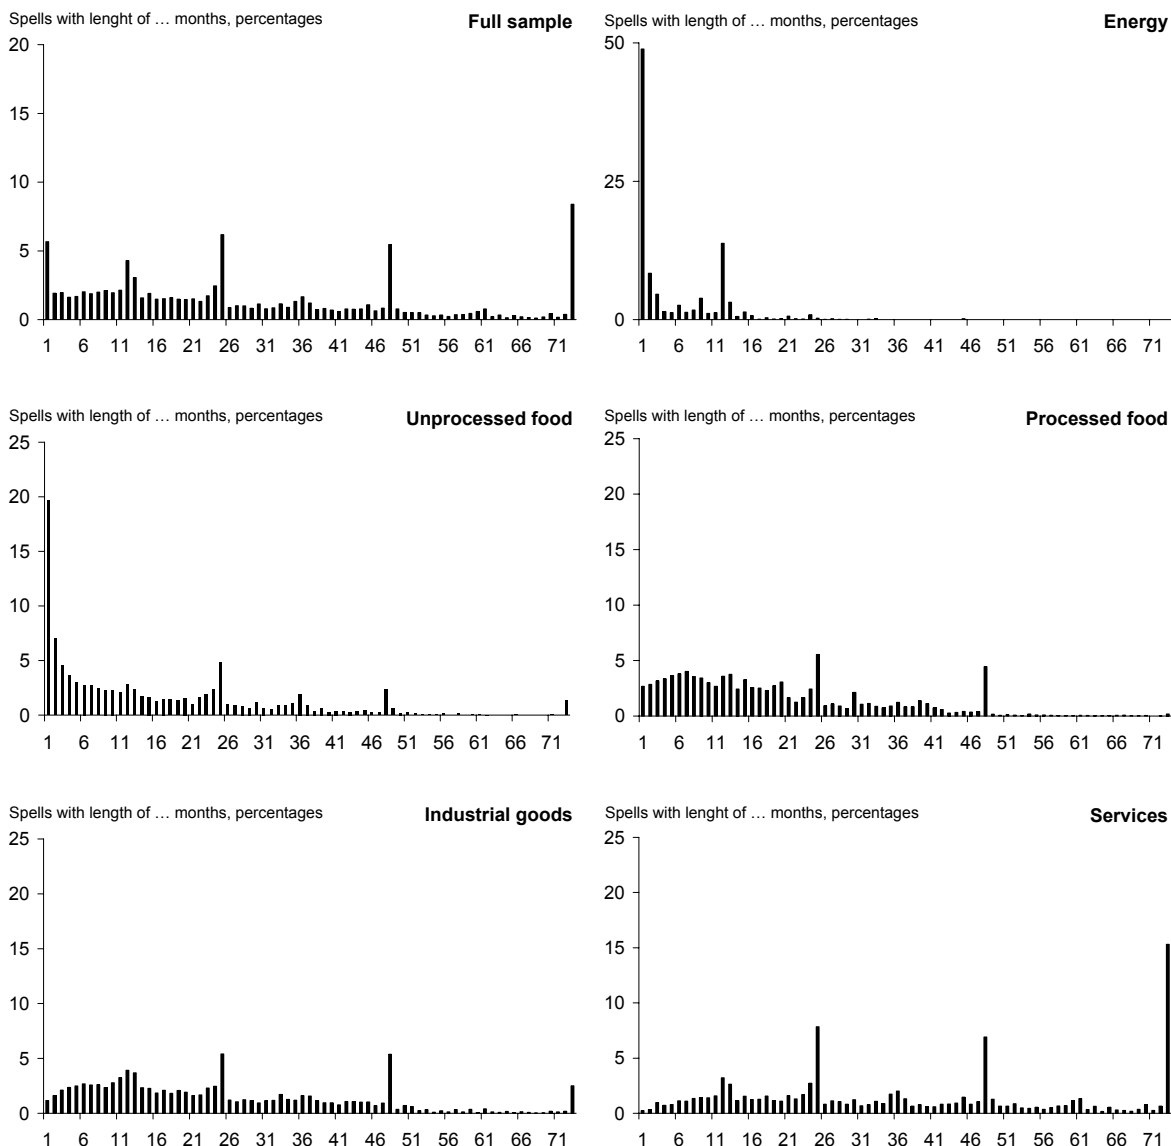 Spells with lenght of … months, percentages
Full sample
20
15
10
5
0
1 6 11 16 21 26 31 36 41 46 51 56 61 66 71
Spells with lenght of … months, percentages
Energy
50
25
0
1 6 11 16 21 26 31 36 41 46 51 56 61 66 71
Spells with length of … months, percentages
Unprocessed food
25
20
15
10
5
0
1 6 11 16 21 26 31 36 41 46 51 56 61 66 71
Spells with length of … months, percentages
Processed food
25
20
15
10
5
0
1 6 11 16 21 26 31 36 41 46 51 56 61 66 71
Spells with length of … months, percentages
Industrial goods
25
20
15
10
5
0
1 6 11 16 21 26 31 36 41 46 51 56 61 66 71
Spells with lenght of … months, percentages
Services
25
20
15
10
5
0
1 6 11 16 21 26 31 36 41 46 51 56 61 66 71